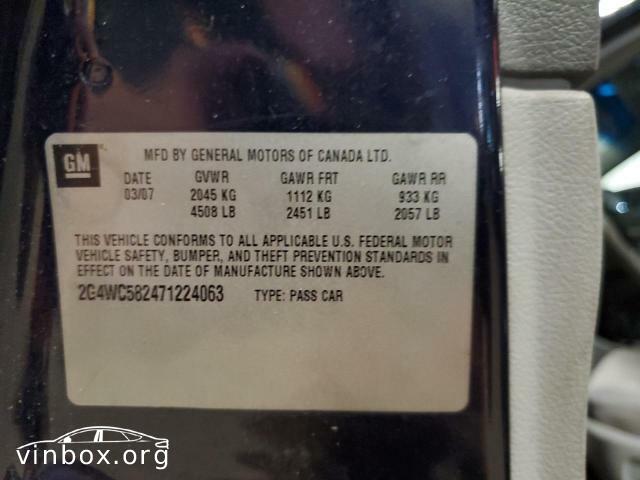 GM
MFD BY GENERAL MOTORS OF CANADA LTD.
DATE GVWR GAWR FRT GAWR RR
03/07 2045 KG 1112 KG 933 KG
4508 LB 2451 LB 2057 LB
THIS VEHICLE CONFORMS TO ALL APPLICABLE U.S. FEDERAL MOTOR
VEHICLE SAFETY, BUMPER, AND THEFT PREVENTION STANDARDS IN
EFFECT ON THE DATE OF MANUFACTURE SHOWN ABOVE.
2G4WC582471224063 TYPE: PASS CAR
vinbox.org